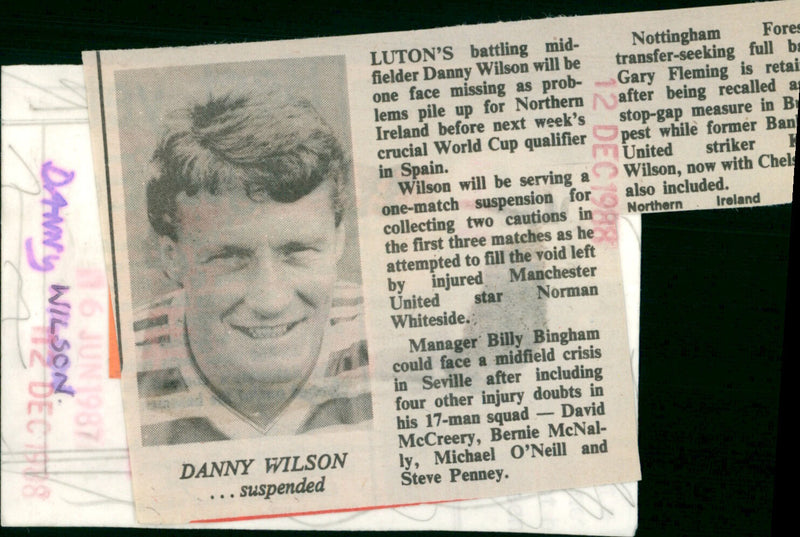 LUTON'S battling mid-
fielder Danny Wilson will be
one face missing as prob-
lems pile up for Northern
Ireland before next week's
crucial World Cup qualifier
in Spain.
Wilson will be serving a
one-match suspension for
collecting two cautions in
the first three matches as he
attempted to fill the void left
by injured Manchester
United star Norman
Whiteside.
Manager Billy Bingham
could face a midfield crisis
in Seville after including
four other injury doubts in
his 17-man squad — David
McCreery, Bernie McNal-
ly, Michael O'Neill and
Steve Penney.
Nottingham
transfer-seeking full
Gary Fleming is
after being recalled
stop-gap measure in
pest while former
United striker
Wilson, now with
also included.
Northern Ireland
12 DEC 1988
DANNY WILSON
...suspended
DANNY WILSON
16 JUN 1987
12 DEC 1988